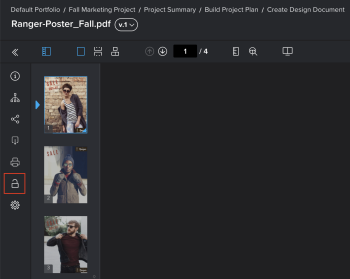 Default Portfolio / Fall Marketing Project / Project Summary / Build Project Plan / Create Design Document
Ranger-Poster_Fall.pdf v.1
1 / 4